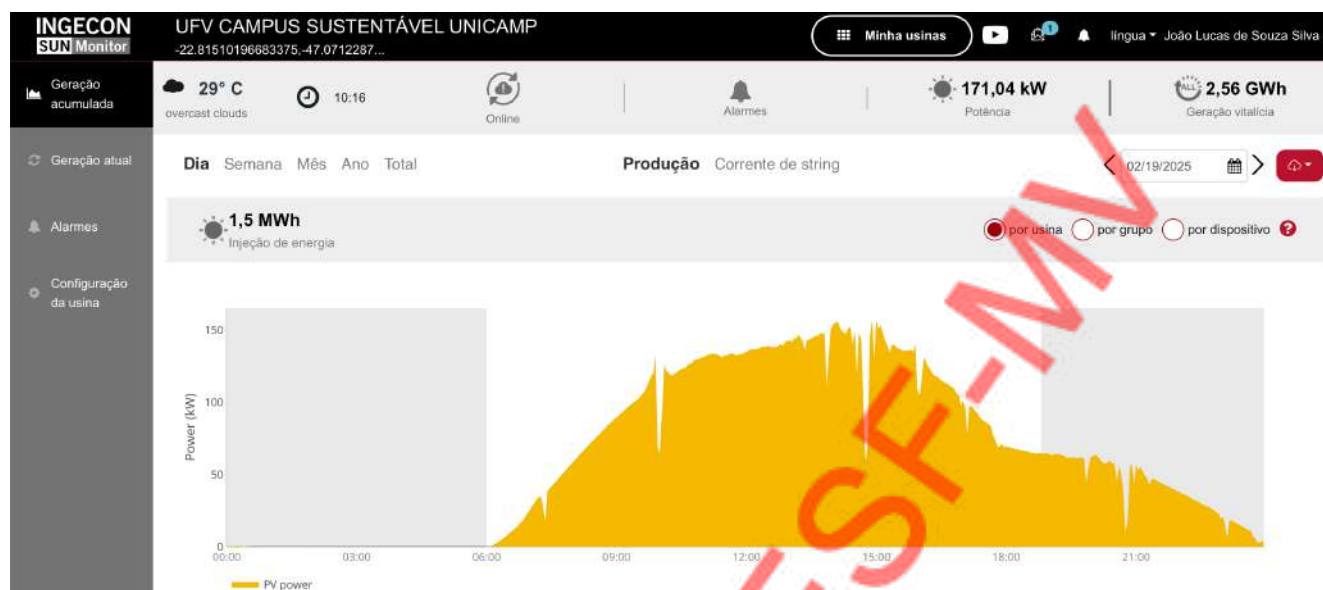 INGECON
SUN Monitor
UFV CAMPUS SUSTENTÁVEL UNICAMP
-22.81510196683375,-47.0712287...
Minha usinas
1
língua
João Lucas de Souza Silva
Geração acumulada
Geração atual
Alarmes
Configuração da usina
29° C
overcast clouds
10:16
Online
Alarmes
171,04 kW
Potência
ALL
2,56 GWh
Geração vitalícia
Dia Semana Mês Ano Total
Produção Corrente de string
02/19/2025
1,5 MWh
Injeção de energia
por usina por grupo por dispositivo ?
Power (kW)
150
100
50
0
00:00 03:00 06:00 09:00 12:00 15:00 18:00 21:00
PV power
SF-MV